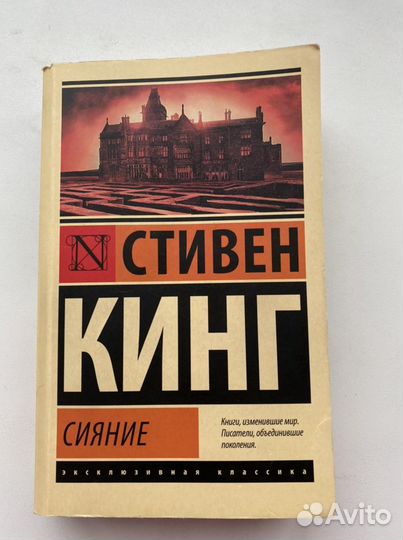 N
СТИВЕН
КИНГ
СИЯНИЕ
Книги, изменившие мир.
Писатели, объединившие
поколения.
эксклюзивная классика
Avito